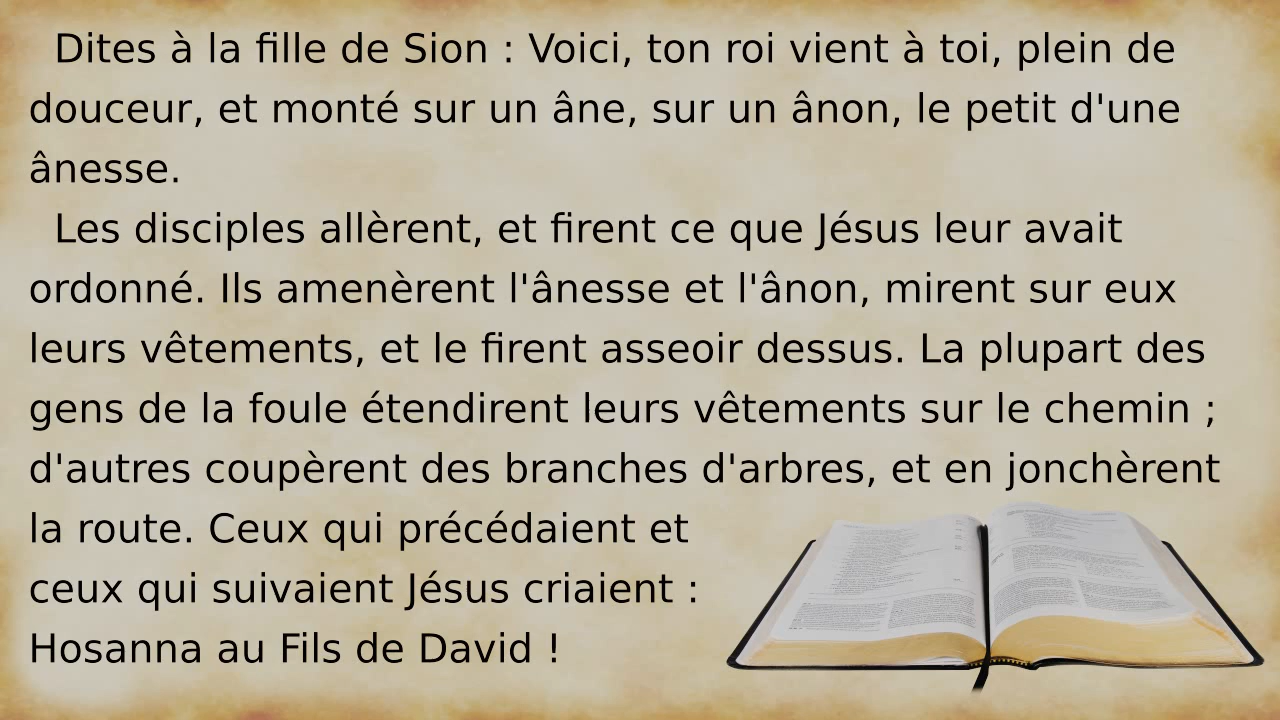 Dites à la fille de Sion : Voici, ton roi vient à toi, plein de
douceur, et monté sur un âne, sur un ânon, le petit d'une
ânesse.
Les disciples allèrent, et firent ce que Jésus leur avait
ordonné. Ils amenèrent l'ânesse et l'ânon, mirent sur eux
leurs vêtements, et le firent asseoir dessus. La plupart des
gens de la foule étendirent leurs vêtements sur le chemin ;
d'autres coupèrent des branches d'arbres, et en jonchèrent
la route. Ceux qui précédaient et
ceux qui suivaient Jésus criaient :
Hosanna au Fils de David !